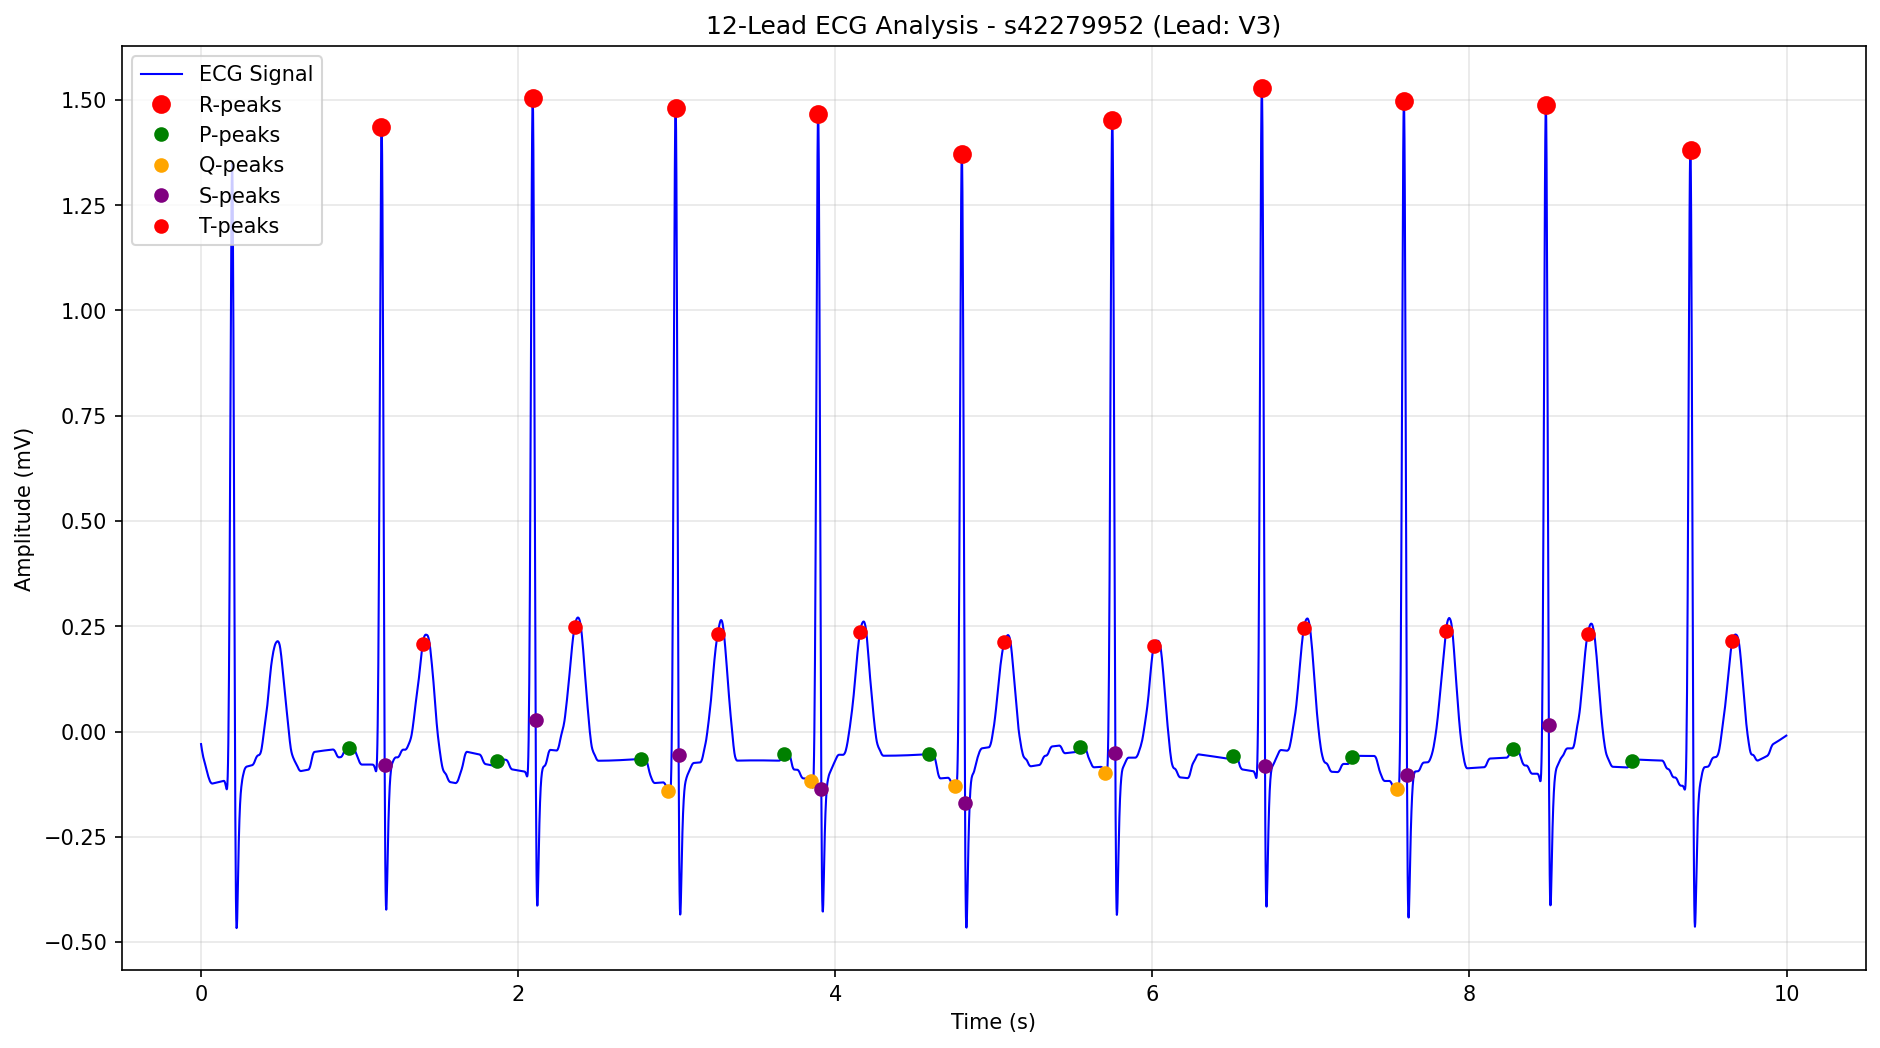 12-Lead ECG Analysis - s42279952 (Lead: V3)
ECG Signal
R-peaks
P-peaks
Q-peaks
S-peaks
T-peaks
1.50
1.25
1.00
0.75
0.50
0.25
0.00
−0.25
−0.50
Amplitude (mV)
0 2 4 6 8 10
Time (s)